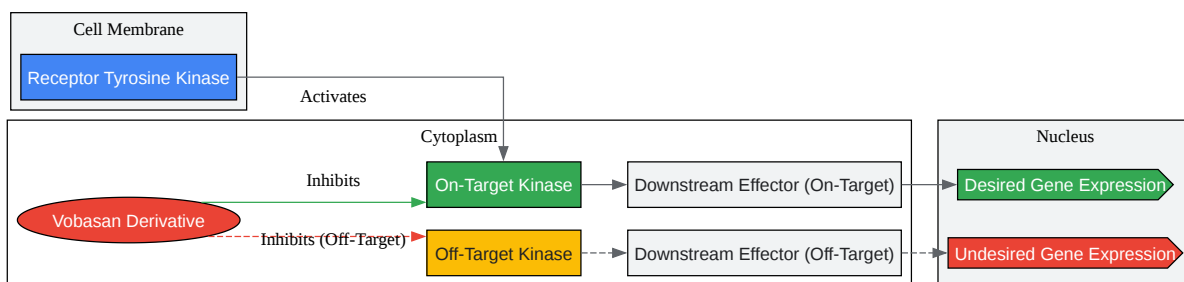 Cell Membrane
Receptor Tyrosine Kinase
Activates
Cytoplasm
Nucleus
Inhibits
On-Target Kinase
Downstream Effector (On-Target)
Desired Gene Expression
Vobasan Derivative
Inhibits (Off-Target)
Off-Target Kinase
Downstream Effector (Off-Target)
Undesired Gene Expression